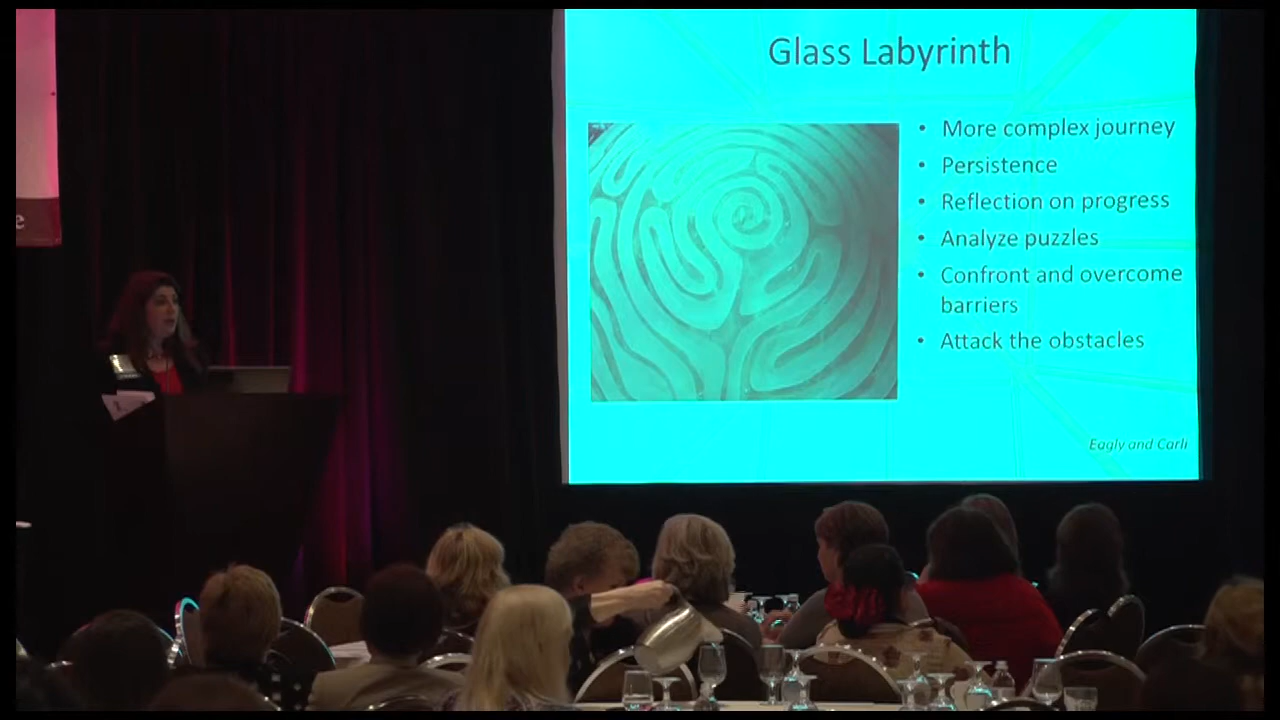 e
Glass Labyrinth
• More complex journey
• Persistence
• Reflection on progress
• Analyze puzzles
• Confront and overcome
barriers
• Attack the obstacles
Eagly and Carli